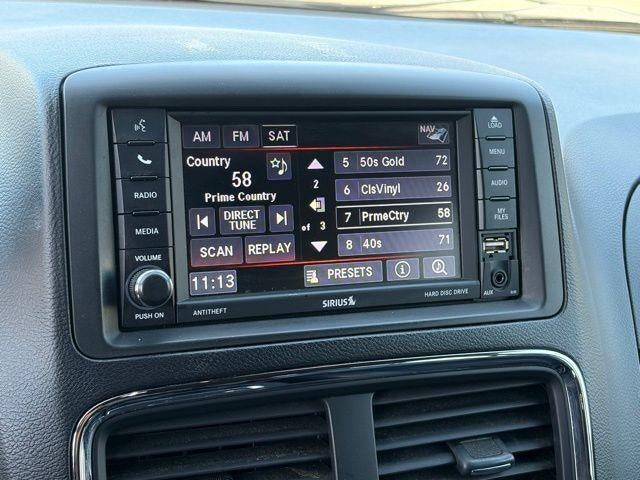 AM FM SAT NAV
Country
58
Prime Country
DIRECT
TUNE
SCAN REPLAY
11:13
2
of 3
5 50s Gold 72
6 ClsVinyl 26
7 PrmeCtry 58
8 40s 71
PRESETS
RADIO
MEDIA
VOLUME
PUSH ON
LOAD
MENU
AUDIO
MY
FILES
AUX
ANTITHEFT
SIRIUS
HARD DISC DRIVE